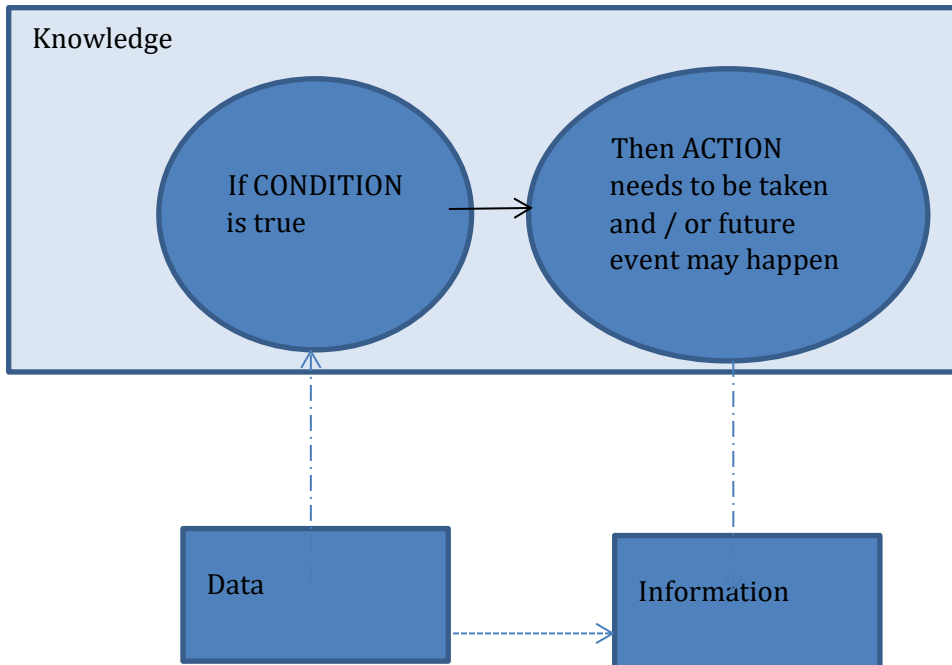 Knowledge
If CONDITION
is true
Then ACTION
needs to be taken
and / or future
event may happen
Data
Information